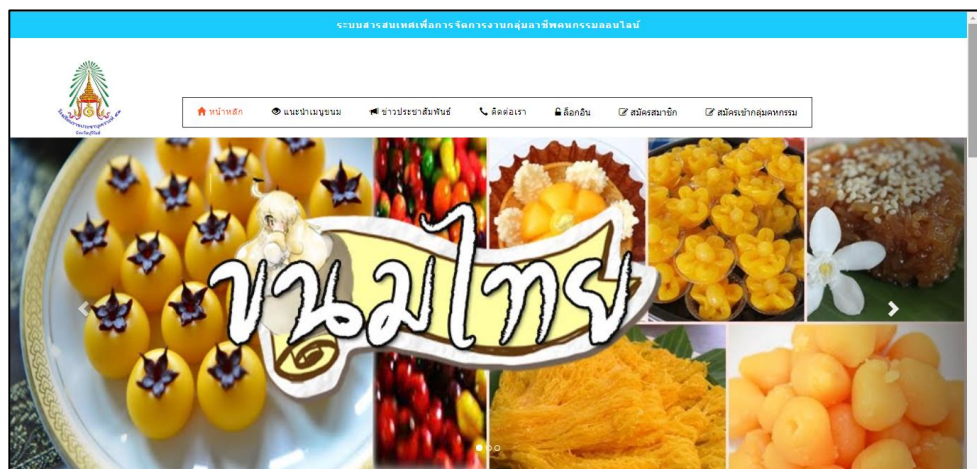 ระบบสารสนเทศเพื่อการจัดการงานกลุ่มอาชีพคหกรรมออนไลน์
หน้าหลัก แนะนำเมนูขนม ข่าวประชาสัมพันธ์ ติดต่อเรา ล็อกอิน สมัครสมาชิก สมัครเข้ากลุ่มคหกรรม
ขนมไทย